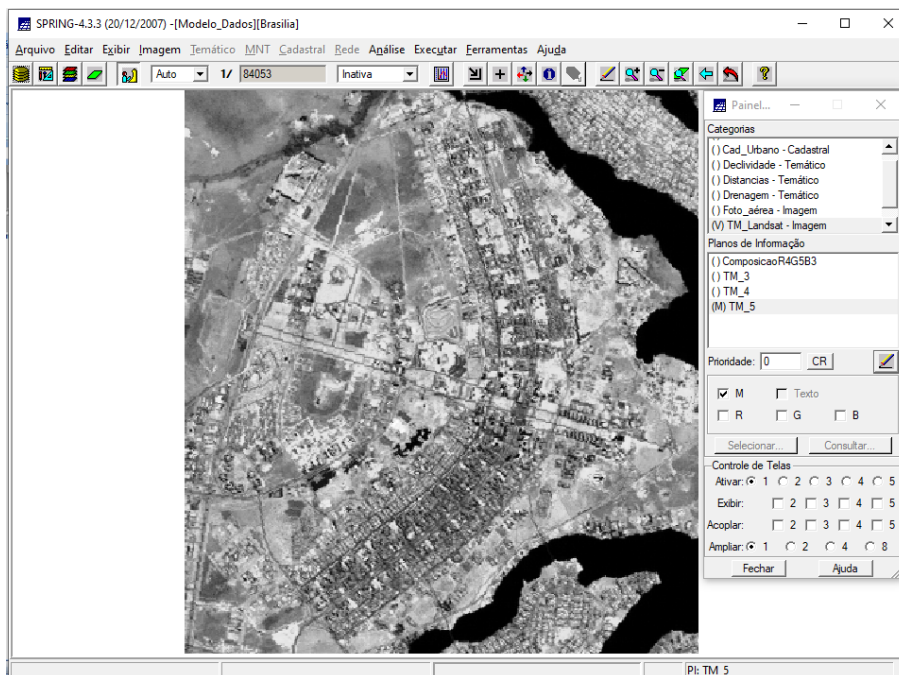 SPRING-4.3.3 (20/12/2007) -[Modelo_Dados][Brasilia]
Arquivo Editar Exibir Imagem Temático MNT Cadastral Rede Análise Executar Ferramentas Ajuda
Auto 1/ 84053 Inativa
Painel...
Categorias
( ) Cad_Urbano - Cadastral
( ) Declividade - Temático
( ) Distancias - Temático
( ) Drenagem - Temático
( ) Foto_aérea - Imagem
(V) TM_Landsat - Imagem
Planos de Informação
( ) ComposicaoR4G5B3
( ) TM_3
( ) TM_4
(M) TM_5
Prioridade: 0 CR
M Texto
R G B
Selecionar... Consultar...
Controle de Telas
Ativar: 1 2 3 4 5
Exibir: 2 3 4 5
Acoplar: 2 3 4 5
Ampliar: 1 2 4 8
Fechar Ajuda
PI: TM_5